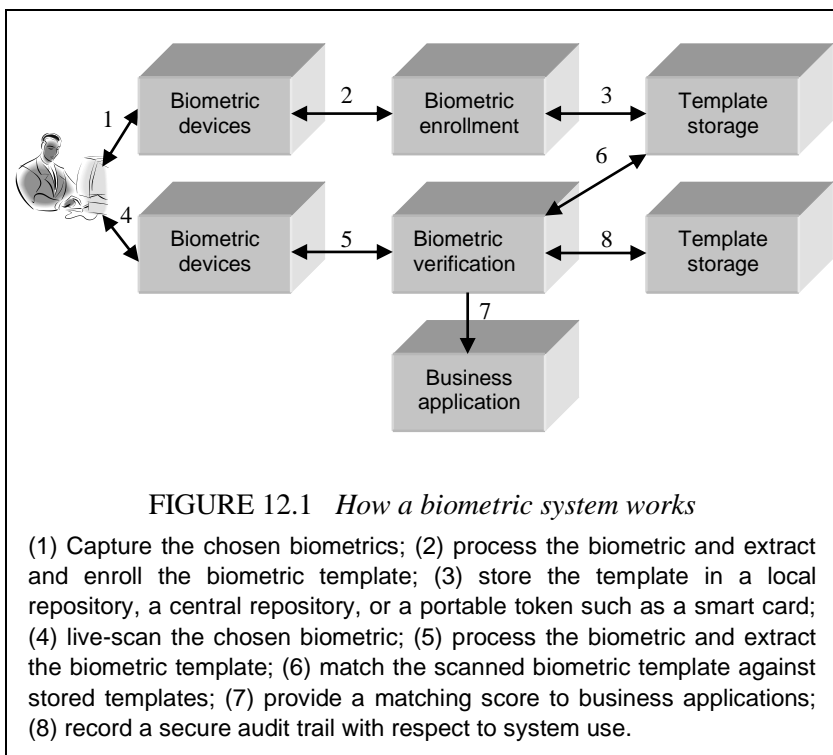 Biometric
devices
2
Biometric
enrollment
3
Template
storage
1
6
4
Biometric
devices
5
Biometric
verification
8
Template
storage
7
Business
application
FIGURE 12.1 How a biometric system works
(1) Capture the chosen biometrics; (2) process the biometric and extract
and enroll the biometric template; (3) store the template in a local
repository, a central repository, or a portable token such as a smart card;
(4) live-scan the chosen biometric; (5) process the biometric and extract
the biometric template; (6) match the scanned biometric template against
stored templates; (7) provide a matching score to business applications;
(8) record a secure audit trail with respect to system use.